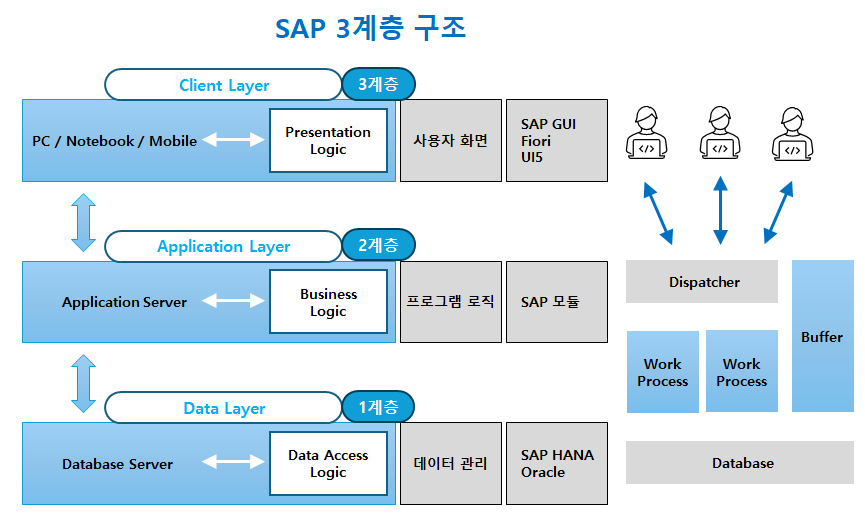 SAP 3계층 구조
Client Layer
3계층
PC / Notebook / Mobile
Presentation
Logic
사용자 화면
SAP GUI
Fiori
UI5
</>
</>
</>
Application Layer
2계층
Application Server
Business
Logic
프로그램 로직
SAP 모듈
Dispatcher
Work
Process
Work
Process
Buffer
Data Layer
1계층
Database Server
Data Access
Logic
데이터 관리
SAP HANA
Oracle
Database